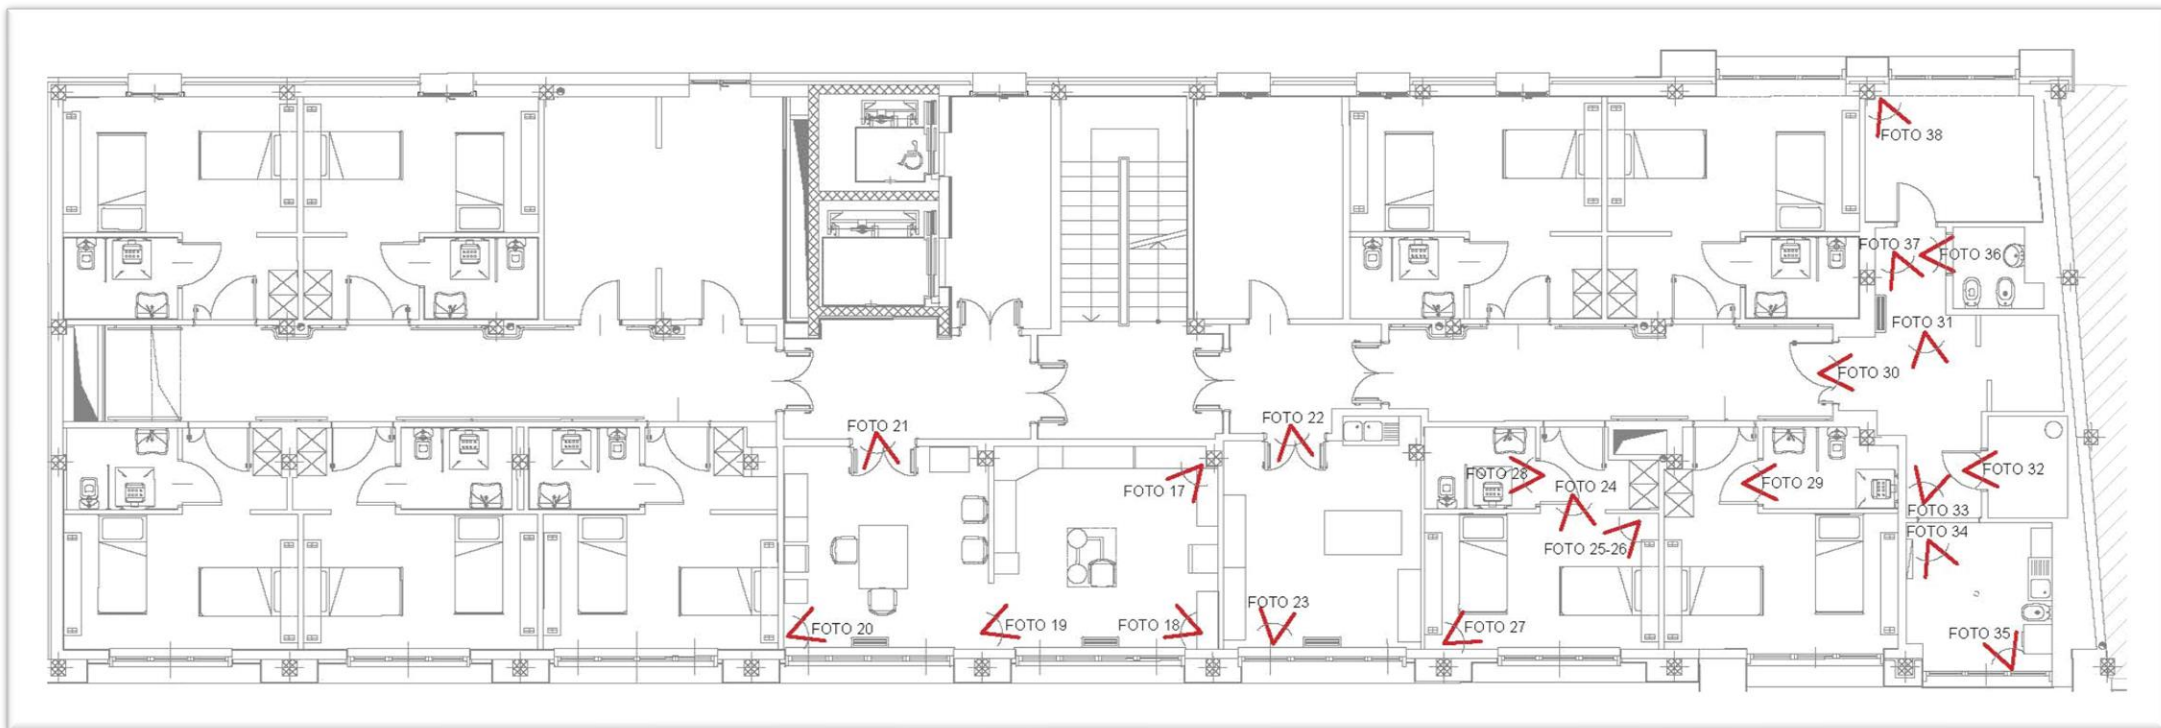 FOTO 38
FOTO 37
FOTO 36
FOTO 31
FOTO 30
FOTO 21
FOTO 22
FOTO 17
FOTO 28
FOTO 24
FOTO 29
FOTO 32
FOTO 33
FOTO 34
FOTO 25-26
FOTO 23
FOTO 20
FOTO 19
FOTO 18
FOTO 27
FOTO 35